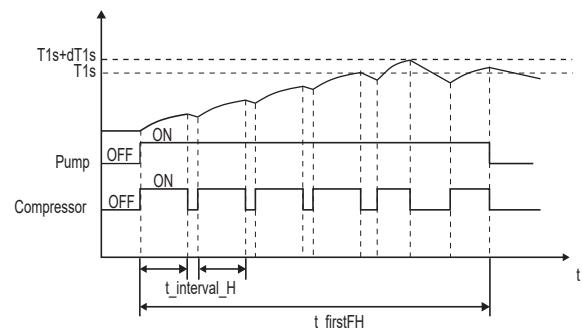 T1s+dT1s
T1s
ON
OFF
Pump
ON
OFF
Compressor
t_interval_H
t
t_firstFH